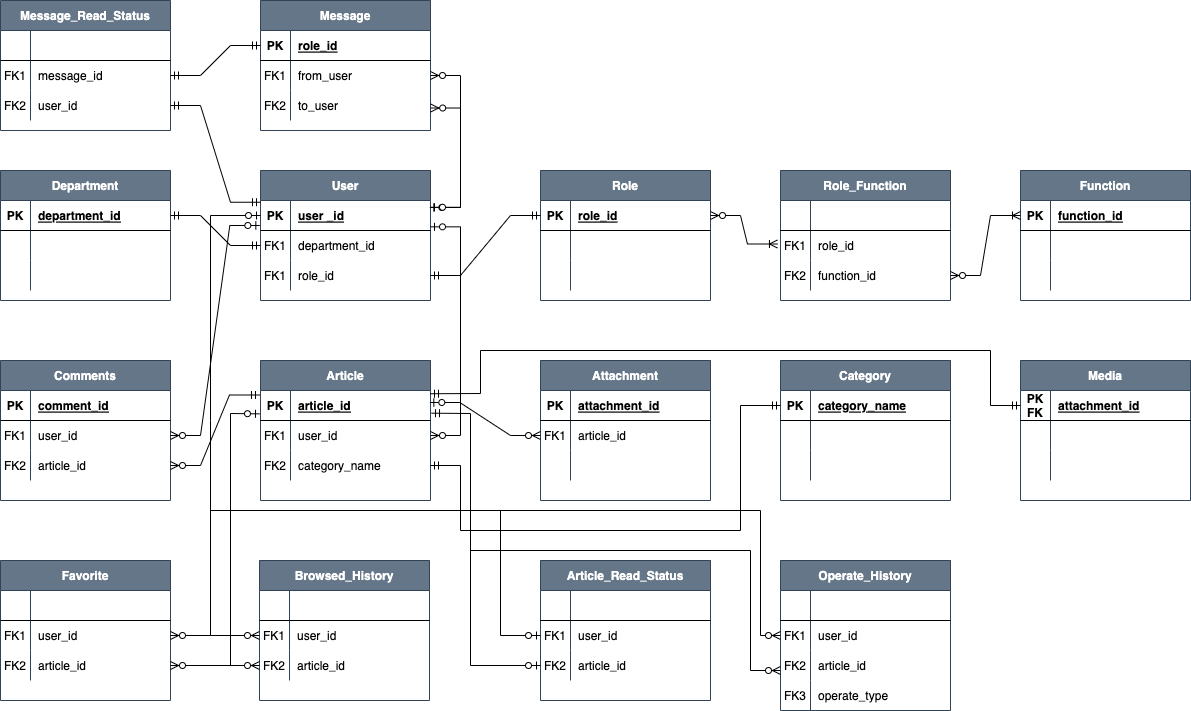 Message_Read_Status
FK1 message_id
FK2 user_id
Message
PK role_id
FK1 from_user
FK2 to_user
Department
PK department_id
User
PK user_id
FK1 department_id
FK1 role_id
Role
PK role_id
Role_Function
FK1 role_id
FK2 function_id
Function
PK function_id
Comments
PK comment_id
FK1 user_id
FK2 article_id
Article
PK article_id
FK1 user_id
FK2 category_name
Attachment
PK attachment_id
FK1 article_id
Category
PK category_name
Media
PK
FK attachment_id
Favorite
FK1 user_id
FK2 article_id
Browsed_History
FK1 user_id
FK2 article_id
Article_Read_Status
FK1 user_id
FK2 article_id
Operate_History
FK1 user_id
FK2 article_id
FK3 operate_type